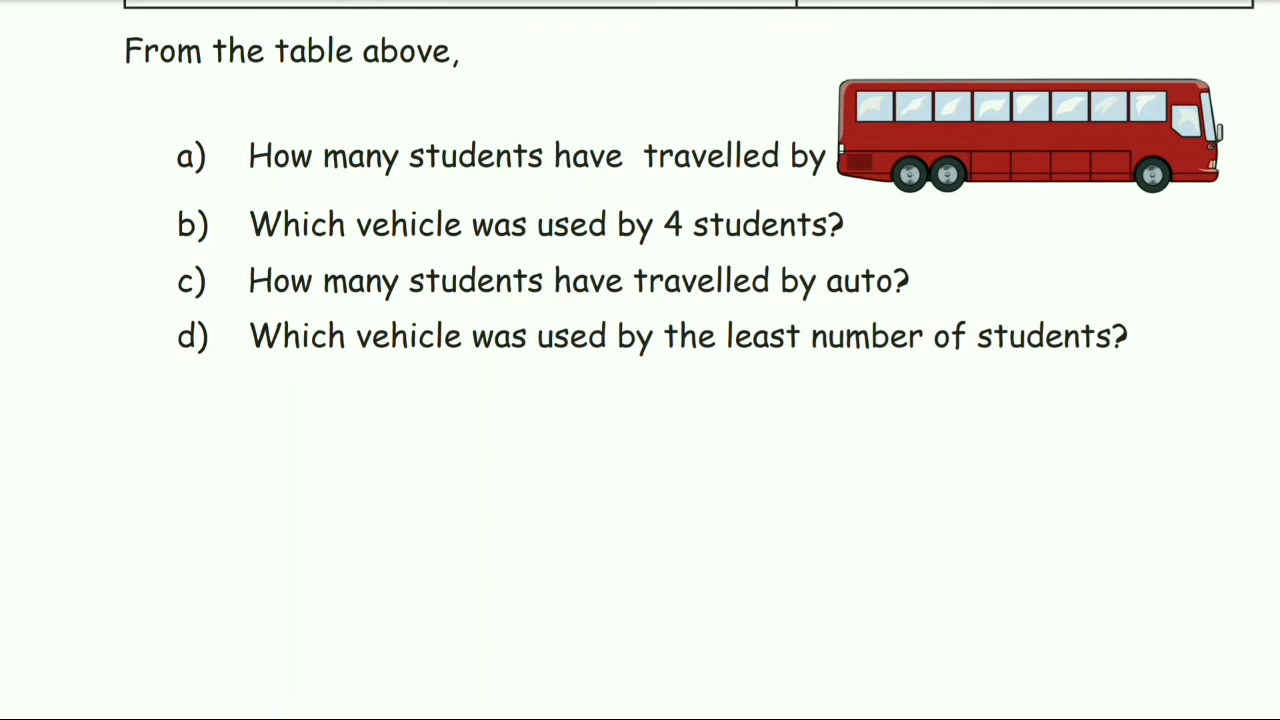 From the table above,
a) How many students have travelled by
b) Which vehicle was used by 4 students?
c) How many students have travelled by auto?
d) Which vehicle was used by the least number of students?